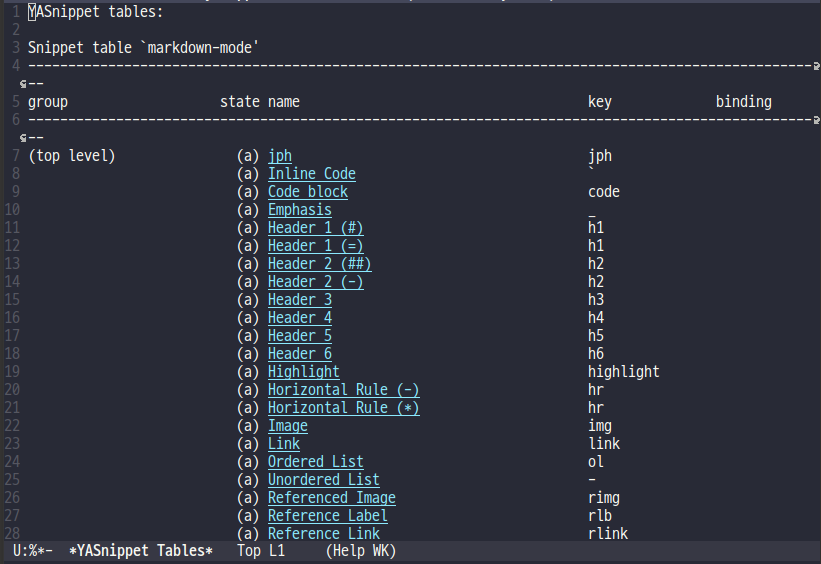 1 YASnippet tables:
2
3 Snippet table `markdown-mode'
4 --------------------------------------------------------------------------------------------------
--
5 group state name key binding
6 --------------------------------------------------------------------------------------------------
--
7 (top level) (a) jph jph
8 (a) Inline Code `
9 (a) Code block code
10 (a) Emphasis _
11 (a) Header 1 (#) h1
12 (a) Header 1 (=) h1
13 (a) Header 2 (##) h2
14 (a) Header 2 (-) h2
15 (a) Header 3 h3
16 (a) Header 4 h4
17 (a) Header 5 h5
18 (a) Header 6 h6
19 (a) Highlight highlight
20 (a) Horizontal Rule (-) hr
21 (a) Horizontal Rule (*) hr
22 (a) Image img
23 (a) Link link
24 (a) Ordered List ol
25 (a) Unordered List -
26 (a) Referenced Image rimg
27 (a) Reference Label rlb
28 (a) Reference Link rlink
U:%*- *YASnippet Tables* Top L1 (Help WK)